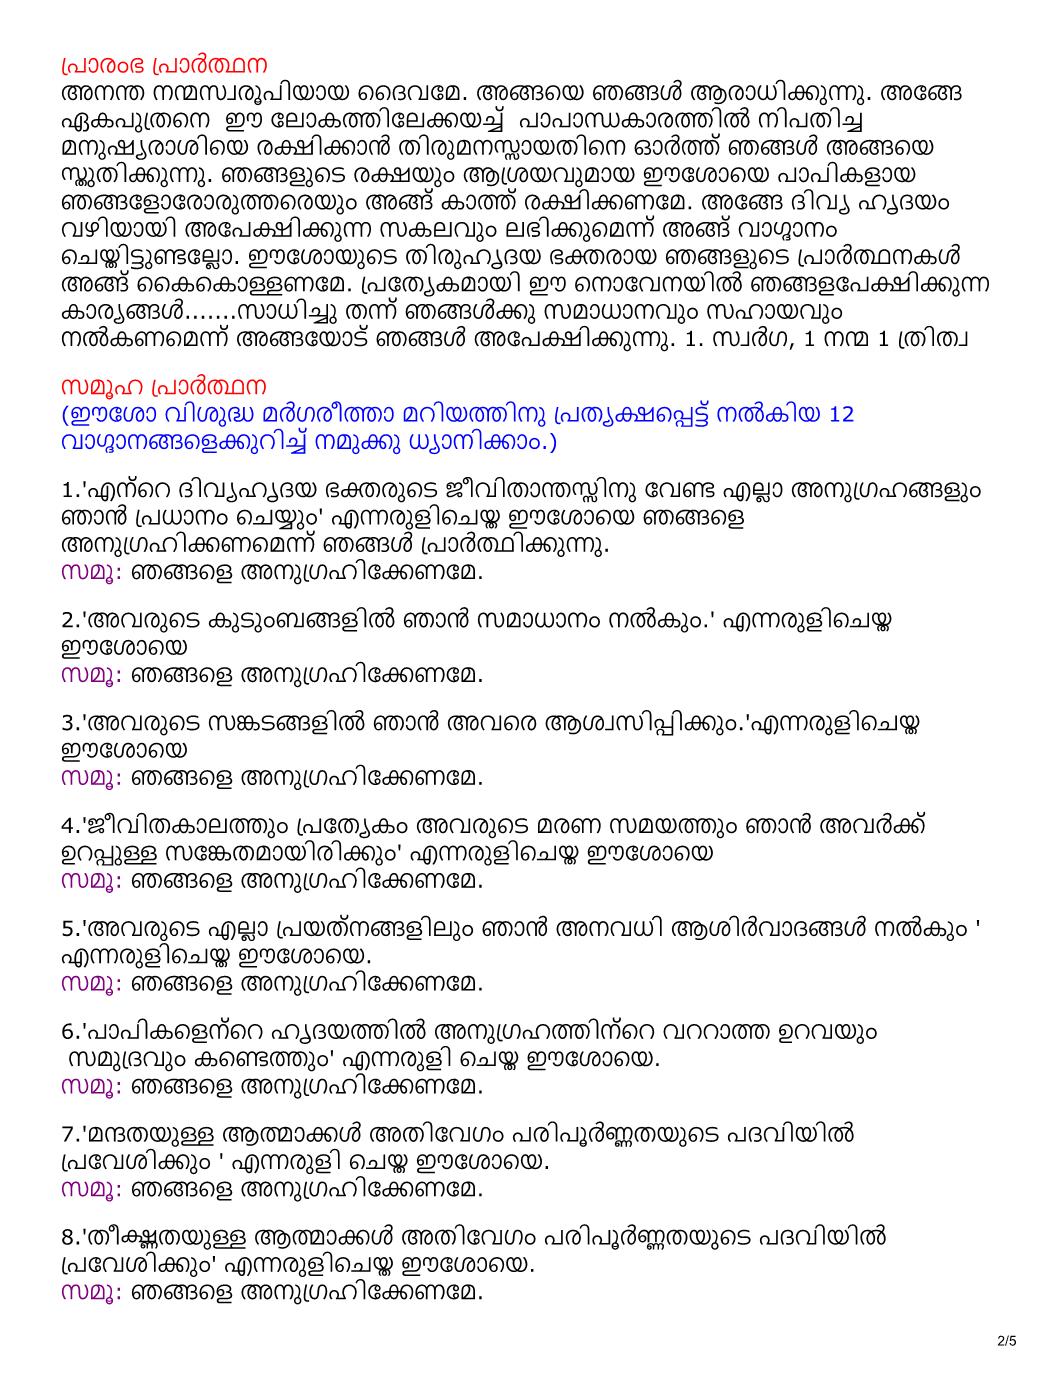 പ്രാരംഭ പ്രാർത്ഥന
അനന്ത നന്മസ്വരൂപിയായ ദൈവമേ. അങ്ങയെ ഞങ്ങൾ ആരാധിക്കുന്നു. അങ്ങേ
ഏകപുത്രനെ  ഈ ലോകത്തിലേക്കയച്ച്  പാപാന്ധകാരത്തിൽ നിപതിച്ച
മനുഷ്യരാശിയെ രക്ഷിക്കാൻ തിരുമനസ്സായതിനെ ഓർത്ത് ഞങ്ങൾ അങ്ങയെ
സ്തുതിക്കുന്നു. ഞങ്ങളുടെ രക്ഷയും ആശ്രയവുമായ ഈശോയെ പാപികളായ
ഞങ്ങളോരോരുത്തരെയും അങ്ങ് കാത്ത് രക്ഷിക്കണമേ. അങ്ങേ ദിവ്യ ഹൃദയം
വഴിയായി അപേക്ഷിക്കുന്ന സകലവും ലഭിക്കുമെന്ന് അങ്ങ് വാഗ്ദാനം
ചെയ്തിട്ടുണ്ടല്ലോ. ഈശോയുടെ തിരുഹൃദയ ഭക്തരായ ഞങ്ങളുടെ പ്രാർത്ഥനകൾ
അങ്ങ് കൈകൊള്ളണമേ. പ്രത്യേകമായി ഈ നൊവേനയിൽ ഞങ്ങളപേക്ഷിക്കുന്ന
കാര്യങ്ങൾ.......സാധിച്ചു തന്ന് ഞങ്ങൾക്കു സമാധാനവും സഹായവും
നൽകണമെന്ന് അങ്ങയോട് ഞങ്ങൾ അപേക്ഷിക്കുന്നു. 1. സ്വർഗ, 1 നന്മ 1 ത്രിത്വ
സമൂഹ പ്രാർത്ഥന
(ഈശോ വിശുദ്ധ മർഗരീത്താ മറിയത്തിനു പ്രത്യക്ഷപ്പെട്ട് നൽകിയ 12
വാഗ്ദാനങ്ങളെക്കുറിച്ച് നമുക്കു ധ്യാനിക്കാം.)
1.'എന്റെ ദിവ്യഹൃദയ ഭക്തരുടെ ജീവിതാന്തസ്സിനു വേണ്ട എല്ലാ അനുഗ്രഹങ്ങളും
ഞാൻ പ്രധാനം ചെയ്യും' എന്നരുളിചെയ്ത ഈശോയെ ഞങ്ങളെ
അനുഗ്രഹിക്കണമെന്ന് ഞങ്ങൾ പ്രാർത്ഥിക്കുന്നു.
സമൂ: ഞങ്ങളെ അനുഗ്രഹിക്കേണമേ.
2.'അവരുടെ കുടുംബങ്ങളിൽ ഞാൻ സമാധാനം നൽകും.' എന്നരുളിചെയ്ത
ഈശോയെ
സമൂ: ഞങ്ങളെ അനുഗ്രഹിക്കേണമേ.
3.'അവരുടെ സങ്കടങ്ങളിൽ ഞാൻ അവരെ ആശ്വസിപ്പിക്കും.'എന്നരുളിചെയ്ത
ഈശോയെ
സമൂ: ഞങ്ങളെ അനുഗ്രഹിക്കേണമേ.
4.'ജീവിതകാലത്തും പ്രത്യേകം അവരുടെ മരണ സമയത്തും ഞാൻ അവർക്ക്
ഉറപ്പുള്ള സങ്കേതമായിരിക്കും' എന്നരുളിചെയ്ത ഈശോയെ
സമൂ: ഞങ്ങളെ അനുഗ്രഹിക്കേണമേ.
5.'അവരുടെ എല്ലാ പ്രയത്നങ്ങളിലും ഞാൻ അനവധി ആശിർവാദങ്ങൾ നൽകും '
എന്നരുളിചെയ്ത ഈശോയെ.
സമൂ: ഞങ്ങളെ അനുഗ്രഹിക്കേണമേ.
6.'പാപികളെന്റെ ഹൃദയത്തിൽ അനുഗ്രഹത്തിന്റെ വററാത്ത ഉറവയും
സമുദ്രവും കണ്ടെത്തും' എന്നരുളി ചെയ്ത ഈശോയെ.
സമൂ: ഞങ്ങളെ അനുഗ്രഹിക്കേണമേ.
7.'മന്ദതയുള്ള ആത്മാക്കൾ അതിവേഗം പരിപൂർണ്ണതയുടെ പദവിയിൽ
പ്രവേശിക്കും ' എന്നരുളി ചെയ്ത ഈശോയെ.
സമൂ: ഞങ്ങളെ അനുഗ്രഹിക്കേണമേ.
8.'തീക്ഷ്ണതയുള്ള ആത്മാക്കൾ അതിവേഗം പരിപൂർണ്ണതയുടെ പദവിയിൽ
പ്രവേശിക്കും' എന്നരുളിചെയ്ത ഈശോയെ.
സമൂ: ഞങ്ങളെ അനുഗ്രഹിക്കേണമേ.
2/5